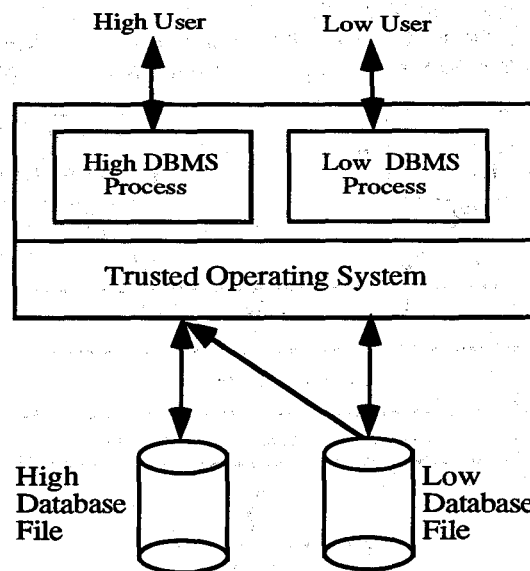 High User
Low User
High DBMS
Process
Low DBMS
Process
Trusted Operating System
High
Database
File
Low
Database
File